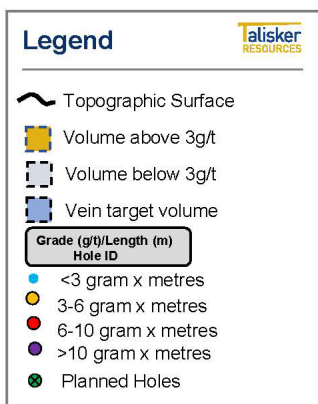 Legend
Talisker
RESOURCES
Topographic Surface
Volume above 3g/t
Volume below 3g/t
Vein target volume
Grade (g/t)/Length (m)
Hole ID
<3 gram x metres
3-6 gram x metres
6-10 gram x metres
>10 gram x metres
Planned Holes